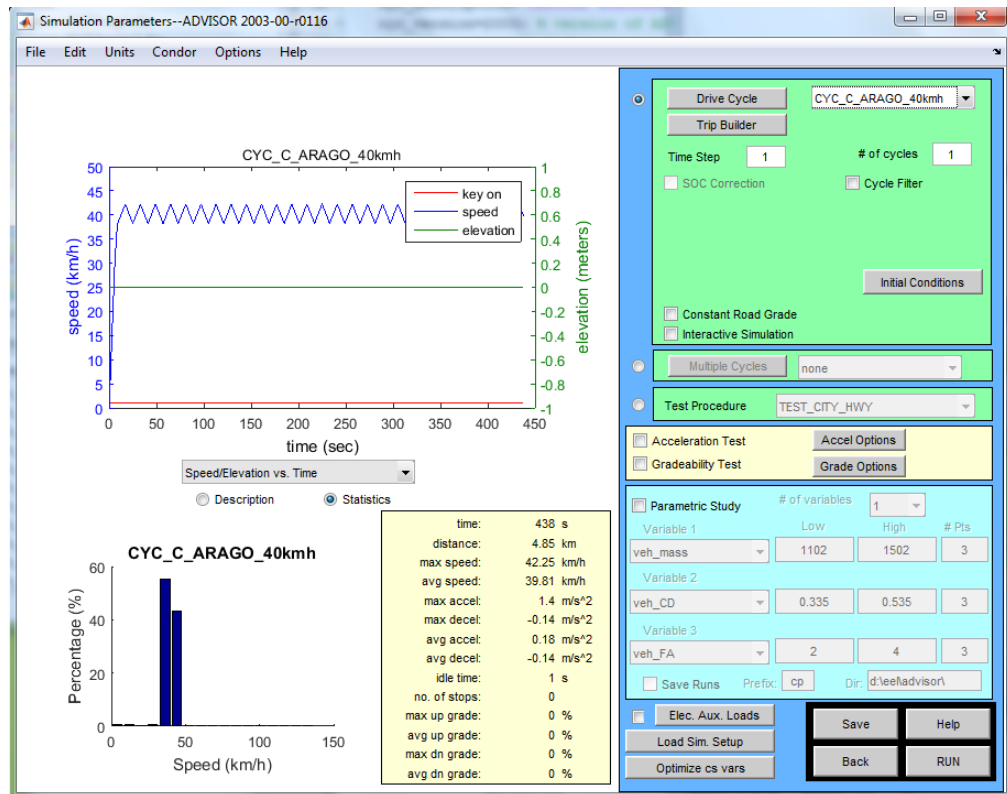 Simulation Parameters--ADVISOR 2003-00-r0116
File Edit Units Condor Options Help
CYC_C_ARAGO_40kmh
50
45
40
35
30
25
20
15
10
5
0
speed (km/h)
1
0.8
0.6
0.4
0.2
0
-0.2
-0.4
-0.6
-0.8
-1
elevation (meters)
key on
speed
elevation
0 50 100 150 200 250 300 350 400 450
time (sec)
Speed/Elevation vs. Time
Description Statistics
CYC_C_ARAGO_40kmh
60
40
20
0
Percentage (%)
0 50 100 150
Speed (km/h)
time: 438 s
distance: 4.85 km
max speed: 42.25 km/h
avg speed: 39.81 km/h
max accel: 1.4 m/s^2
max decel: -0.14 m/s^2
avg accel: 0.18 m/s^2
avg decel: -0.14 m/s^2
idle time: 1 s
no. of stops: 0
max up grade: 0 %
avg up grade: 0 %
max dn grade: 0 %
avg dn grade: 0 %
Drive Cycle CYC_C_ARAGO_40kmh
Trip Builder
Time Step 1 # of cycles 1
SOC Correction Cycle Filter
Initial Conditions
Constant Road Grade
Interactive Simulation
Multiple Cycles none
Test Procedure TEST_CITY_HWY
Acceleration Test Accel Options
Gradeability Test Grade Options
Parametric Study # of variables 1
Variable 1 Low High # Pts
veh_mass 1102 1502 3
Variable 2
veh_CD 0.335 0.535 3
Variable 3
veh_FA 2 4 3
Save Runs Prefix: cp Dir: d:\eel\advisor\
Elec. Aux. Loads
Load Sim. Setup
Optimize cs vars
Save Help
Back RUN